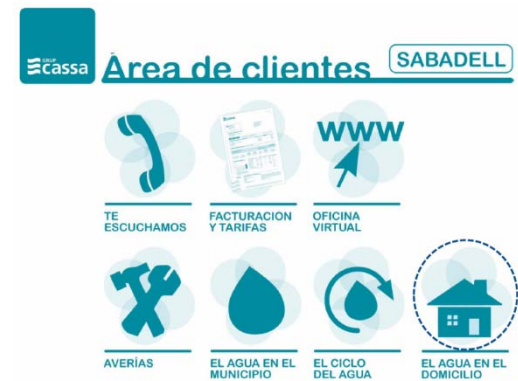 GRUP
cassa
Àrea de clientes
SABADELL
WWW
TE
ESCUCHAMOS
FACTURACION
Y TARIFAS
OFICINA
VIRTUAL
AVERÍAS
EL AGUA EN EL
MUNICIPIO
EL CICLO
DEL AGUA
EL AGUA EN EL
DOMICILIO